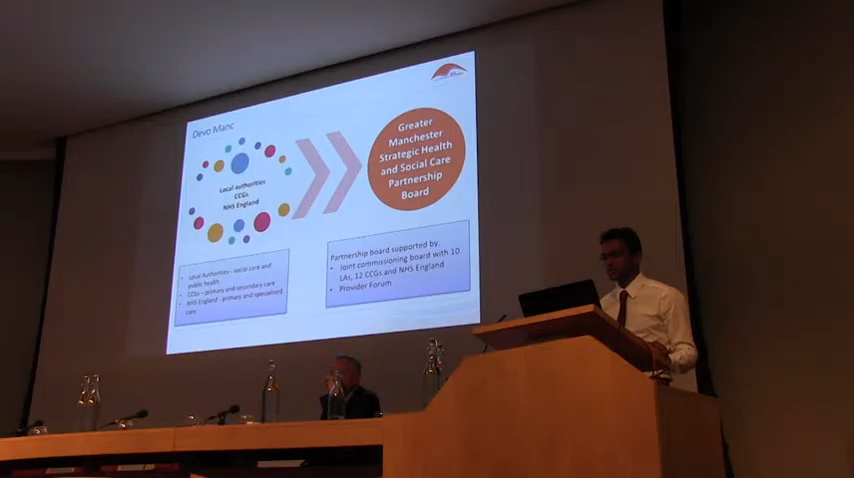 Devo Manc
Local authorities
CCGs
NHS England
Greater
Manchester
Strategic Health
and Social Care
Partnership
Board
• Local Authorities - social care and
public health
• CCGs - primary and secondary care
• NHS England - primary and specialised
care
Partnership board supported by:
• Joint commissioning board with 10
LAs, 12 CCGs and NHS England
• Provider Forum